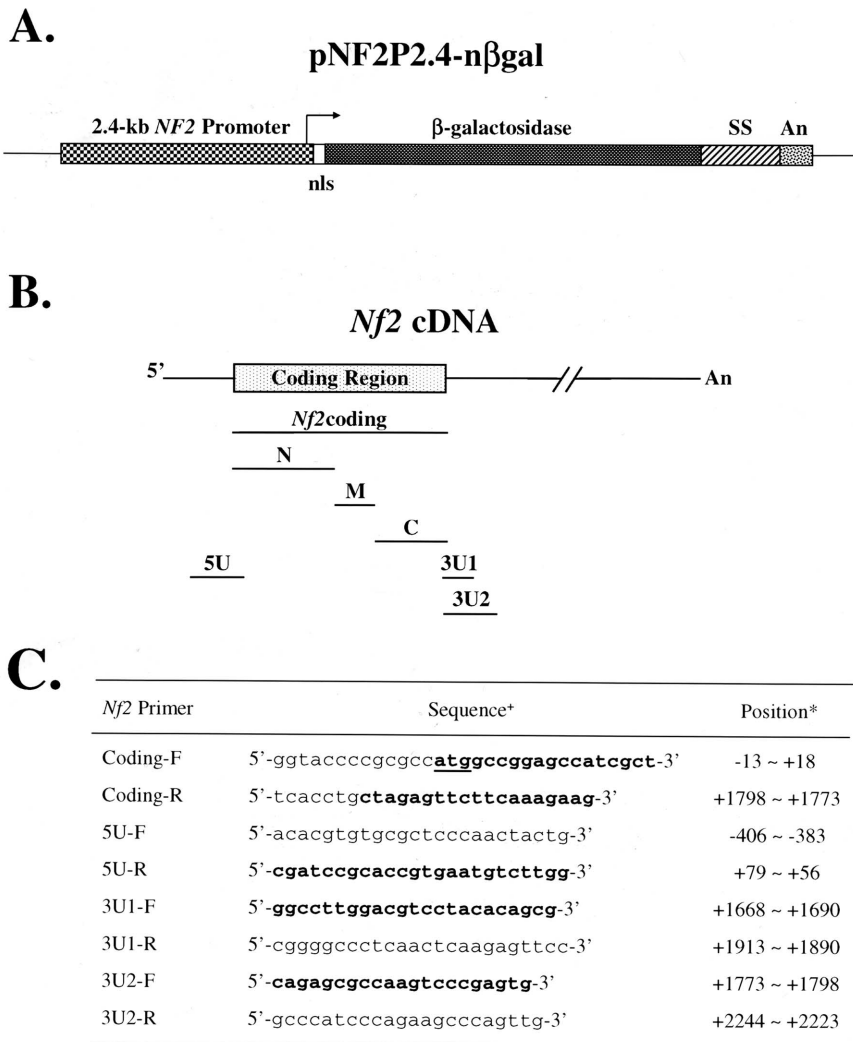 A.
pNF2P2.4-nβgal
2.4-kb NF2 Promoter
β-galactosidase
SS
An
nls
B.
Nf2 cDNA
5’
Coding Region
An
Nf2coding
N
M
C
5U
3U1
3U2
C.
Nf2 Primer Sequence+ Position*
Coding-F 5’-ggtaccccgcgccatggccggagccatcgct-3’ -13 ~ +18
Coding-R 5’-tcacctgctagagttcttcaaagaag-3’ +1798 ~ +1773
5U-F 5’-acacgtgtgcgctcccaactactg-3’ -406 ~ -383
5U-R 5’-cgatccgcaccgtgaatgtcttgg-3’ +79 ~ +56
3U1-F 5’-ggccttggacgtcctacacagcg-3’ +1668 ~ +1690
3U1-R 5’-cggggccctcaactcaagagttcc-3’ +1913 ~ +1890
3U2-F 5’-cagagcgccaagtcccgagtg-3’ +1773 ~ +1798
3U2-R 5’-gcccatcccagaagcccagttg-3’ +2244 ~ +2223